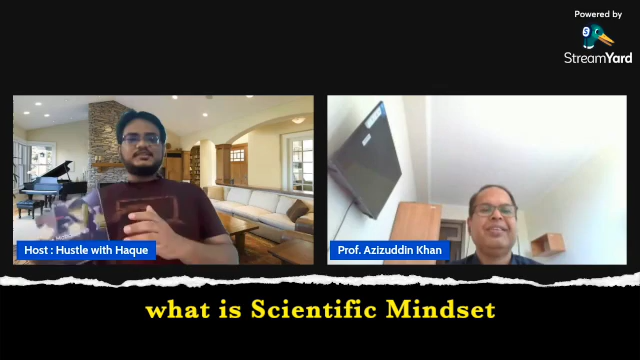 Powered by
StreamYard
Host : Hustle with Haque
Prof. Azizuddin Khan
what is Scientific Mindset